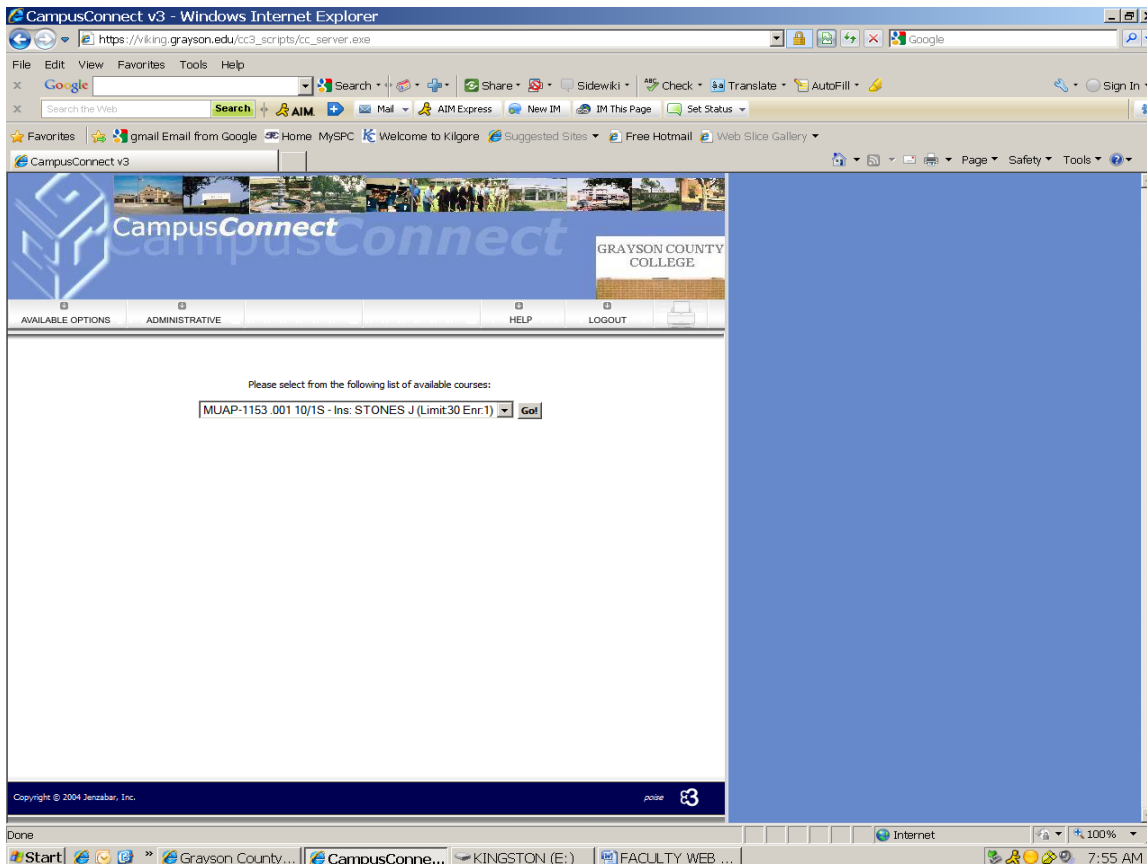 CampusConnect v3 - Windows Internet Explorer
https://viking.grayson.edu/cc3_scripts/cc_server.exe
Google
File Edit View Favorites Tools Help
x Google Search Share Sidewiki Check Translate AutoFill Sign In
x Search the Web Search AIM Mail AIM Express New IM IM This Page Set Status
Favorites gmail Email from Google Home MySPC Welcome to Kilgore Suggested Sites Free Hotmail Web Slice Gallery
CampusConnect v3 Page Safety Tools
CampusConnect
GRAYSON COUNTY
COLLEGE
AVAILABLE OPTIONS ADMINISTRATIVE HELP LOGOUT
Please select from the following list of available courses:
MUAP-1153 .001 10/1S - Ins: STONES J (Limit:30 Enr:1) Go!
Copyright © 2004 Jenzabar, Inc. poise
Done Internet 100%
Start Grayson County... CampusConne... KINGSTON (E:) FACULTY WEB ... 7:55 AM